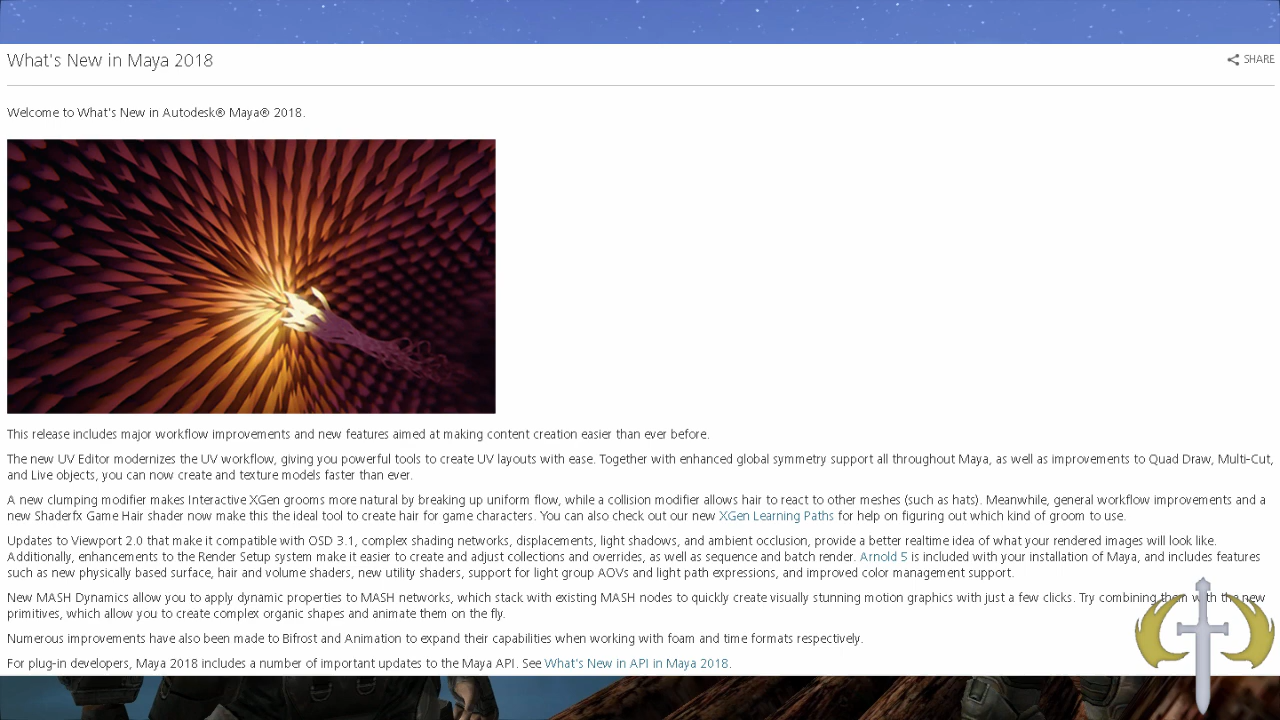 What's New in Maya 2018
SHARE
Welcome to What's New in Autodesk® Maya® 2018.
This release includes major workflow improvements and new features aimed at making content creation easier than ever before.
The new UV Editor modernizes the UV workflow, giving you powerful tools to create UV layouts with ease. Together with enhanced global symmetry support all throughout Maya, as well as improvements to Quad Draw, Multi-Cut,
and Live objects, you can now create and texture models faster than ever.
A new clumping modifier makes Interactive XGen grooms more natural by breaking up uniform flow, while a collision modifier allows hair to react to other meshes (such as hats). Meanwhile, general workflow improvements and a
new Shaderfx Game Hair shader now make this the ideal tool to create hair for game characters. You can also check out our new XGen Learning Paths for help on figuring out which kind of groom to use.
Updates to Viewport 2.0 that make it compatible with OSD 3.1, complex shading networks, displacements, light shadows, and ambient occlusion, provide a better realtime idea of what your rendered images will look like.
Additionally, enhancements to the Render Setup system make it easier to create and adjust collections and overrides, as well as sequence and batch render. Arnold 5 is included with your installation of Maya, and includes features
such as new physically based surface, hair and volume shaders, new utility shaders, support for light group AOVs and light path expressions, and improved color management support.
New MASH Dynamics allow you to apply dynamic properties to MASH networks, which stack with existing MASH nodes to quickly create visually stunning motion graphics with just a few clicks. Try combining them with the new
primitives, which allow you to create complex organic shapes and animate them on the fly.
Numerous improvements have also been made to Bifrost and Animation to expand their capabilities when working with foam and time formats respectively.
For plug-in developers, Maya 2018 includes a number of important updates to the Maya API. See What's New in API in Maya 2018.